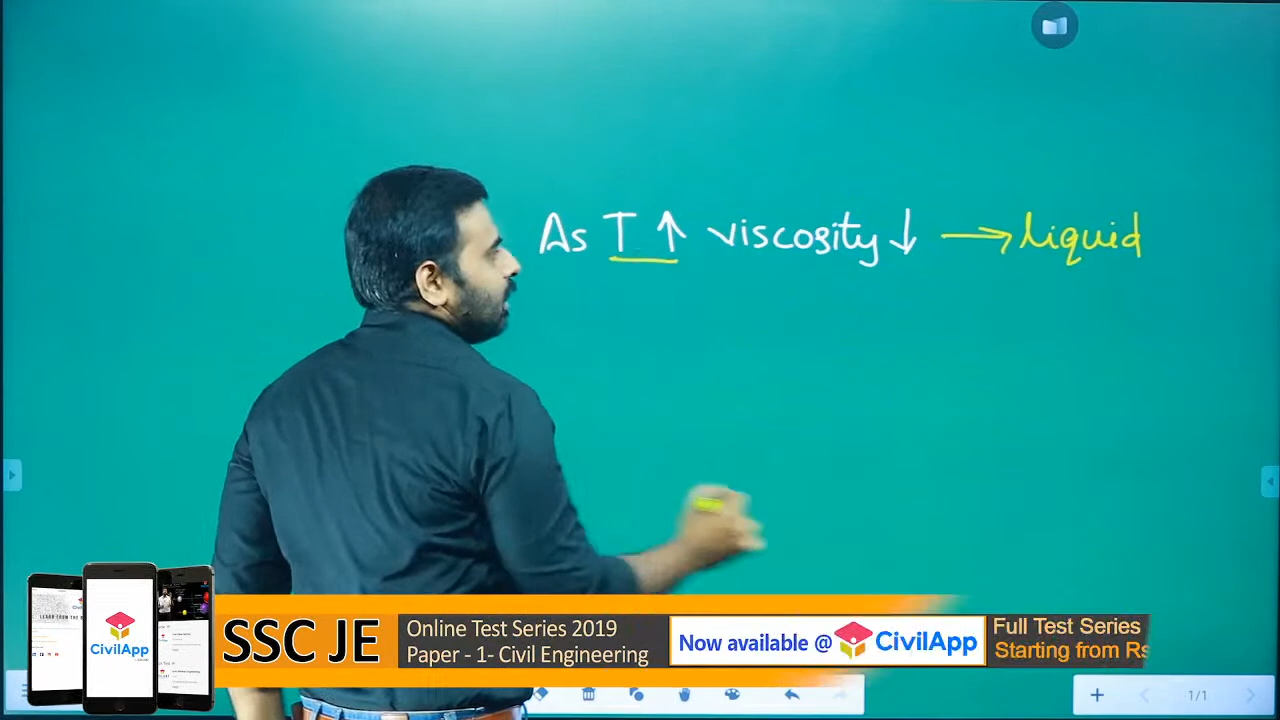 As T ↑ viscosity ↓ → liquid
SSC JE
Online Test Series 2019
Paper - 1- Civil Engineering
Now available @ CivilApp
Full Test Series
Starting from Rs
CivilApp
1/1